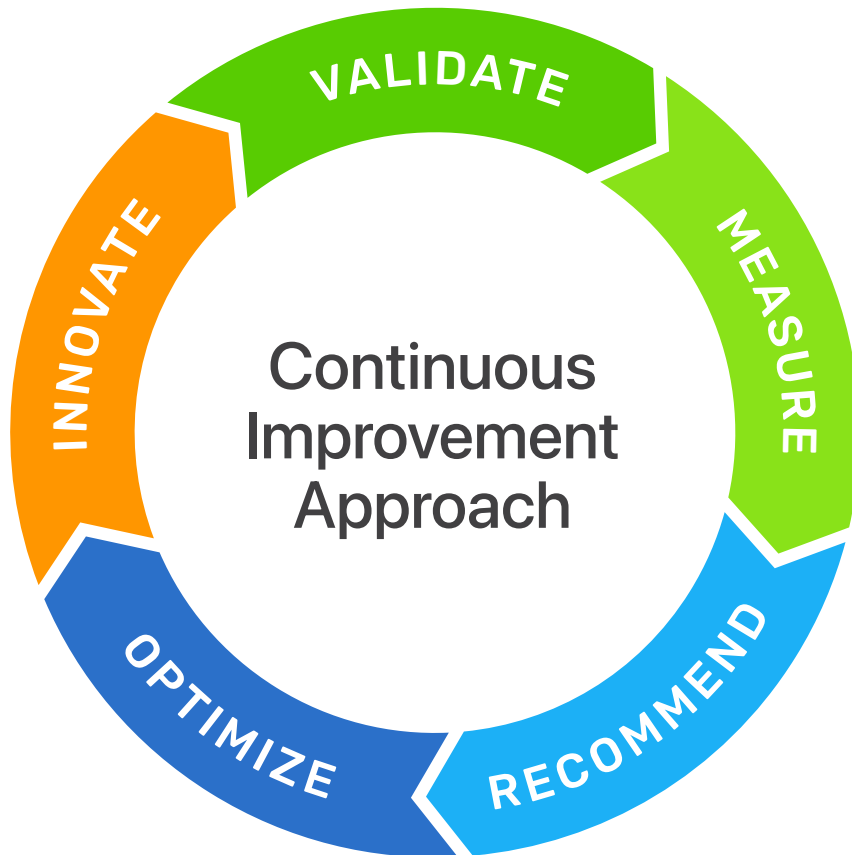 VALIDATE
MEASURE
RECOMMEND
OPTIMIZE
INNOVATE
Continuous
Improvement
Approach